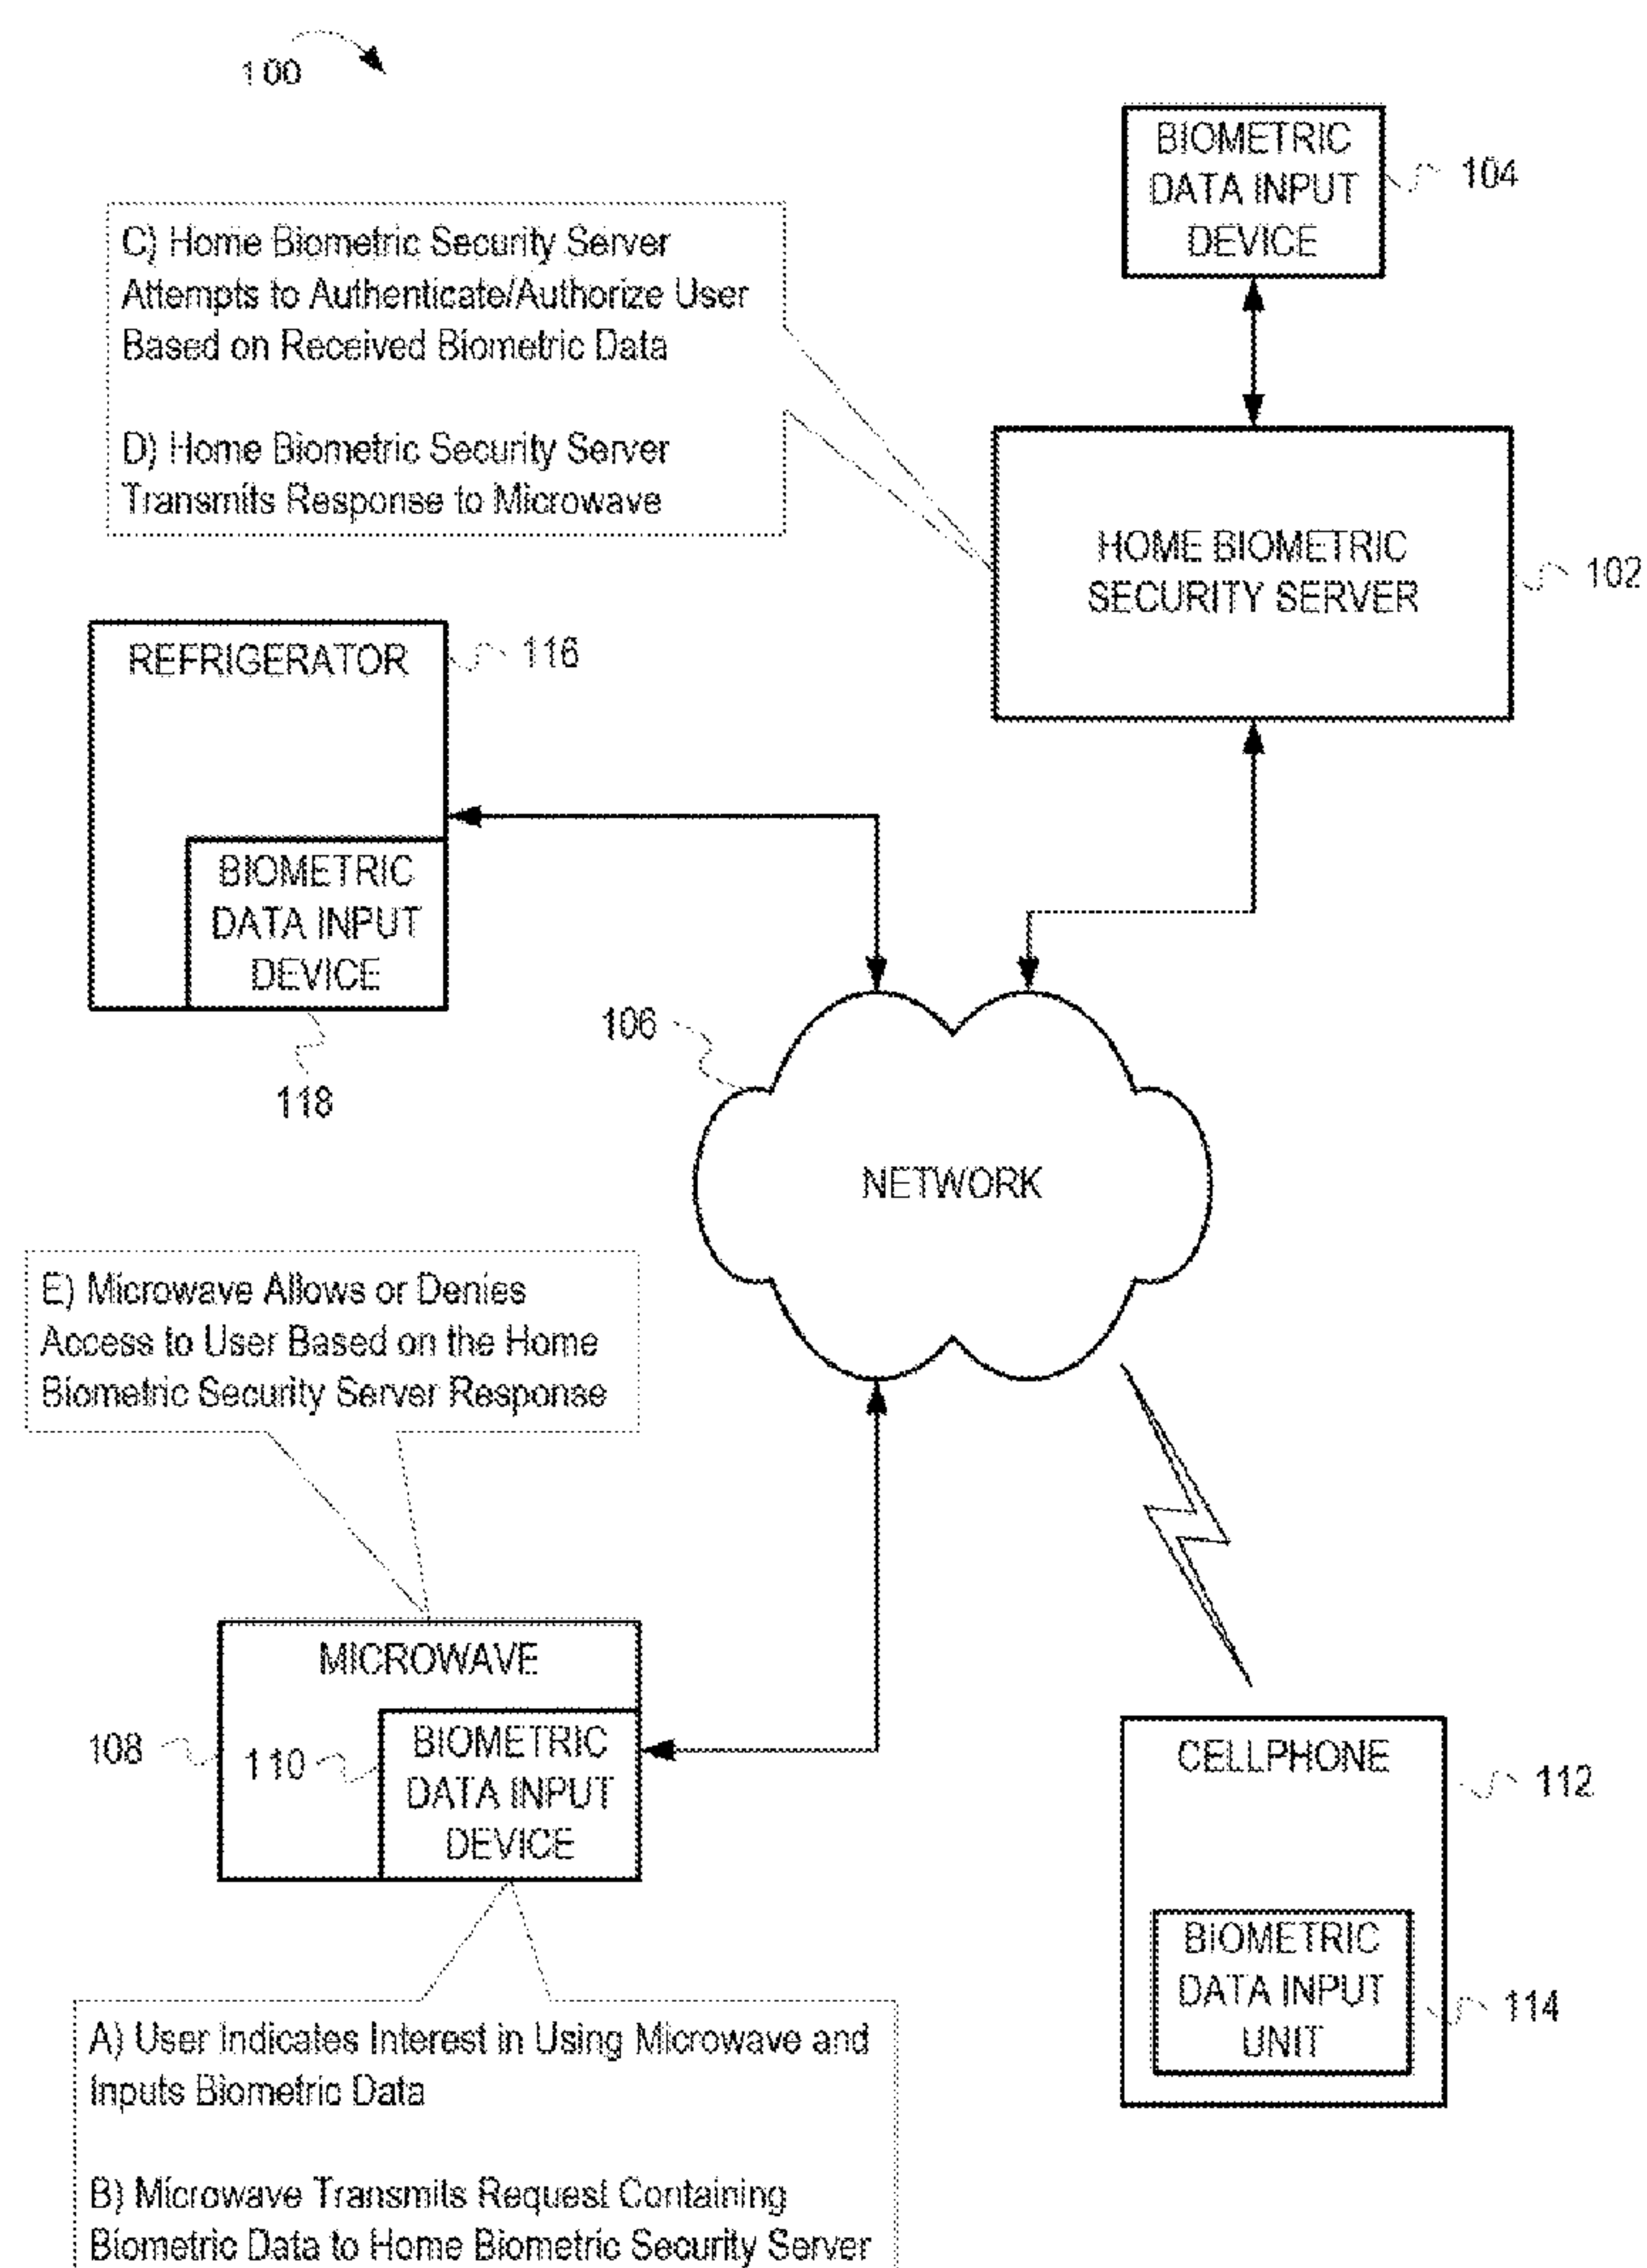 100
BIOMETRIC
DATA INPUT
DEVICE
104
C) Home Biometric Security Server
Attempts to Authenticate/Authorize User
Based on Received Biometric Data
D) Home Biometric Security Server
Transmits Response to Microwave
HOME BIOMETRIC
SECURITY SERVER
102
REFRIGERATOR
116
BIOMETRIC
DATA INPUT
DEVICE
118
106
NETWORK
E) Microwave Allows or Denies
Access to User Based on the Home
Biometric Security Server Response
MICROWAVE
108
110
BIOMETRIC
DATA INPUT
DEVICE
CELLPHONE
112
BIOMETRIC
DATA INPUT
UNIT
114
A) User Indicates Interest in Using Microwave and
Inputs Biometric Data
B) Microwave Transmits Request Containing
Biometric Data to Home Biometric Security Server